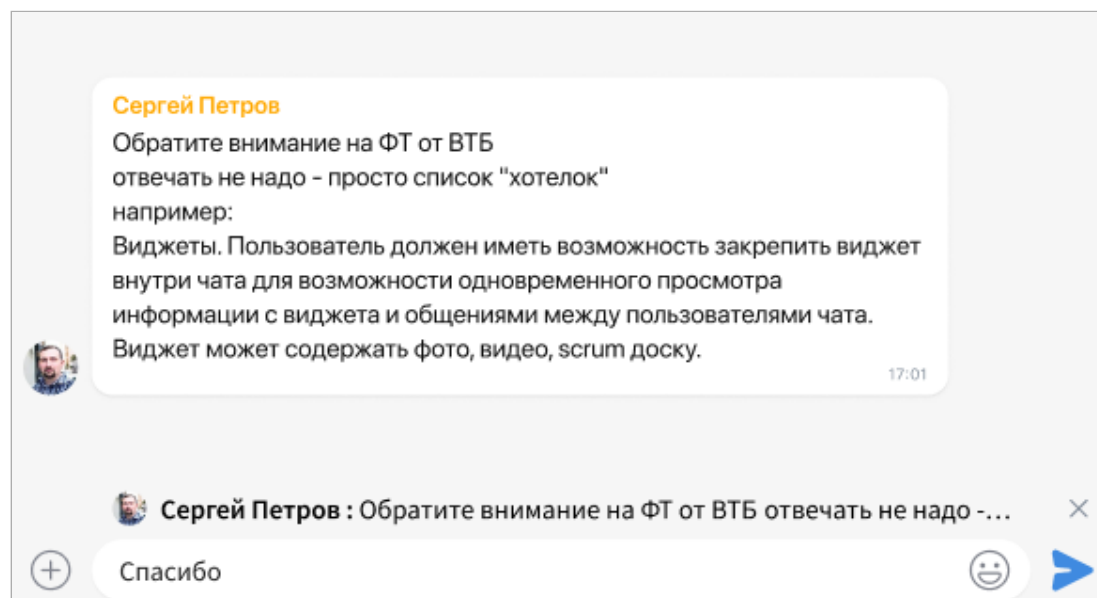 Сергей Петров
Обратите внимание на ФТ от ВТБ
отвечать не надо - просто список "хотелок"
например:
Виджеты. Пользователь должен иметь возможность закрепить виджет
внутри чата для возможности одновременного просмотра
информации с виджета и общениями между пользователями чата.
Виджет может содержать фото, видео, scrum доску.
17:01
Сергей Петров : Обратите внимание на ФТ от ВТБ отвечать не надо -...
Спасибо